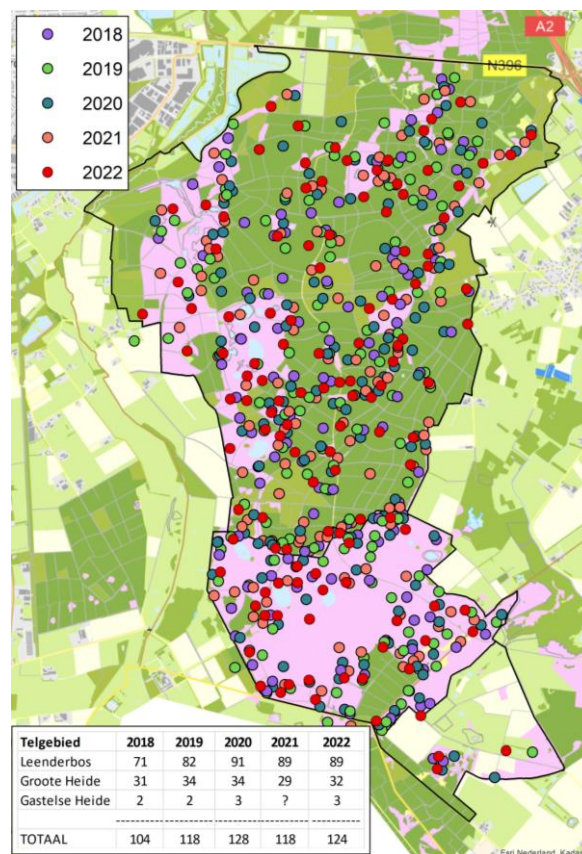 A2
N396
2018
2019
2020
2021
2022
Telgebied 2018 2019 2020 2021 2022
Leenderbos 71 82 91 89 89
Groote Heide 31 34 34 29 32
Gastelse Heide 2 2 3 ? 3
TOTAAL 104 118 128 118 124
Esri Nederland, Kadas